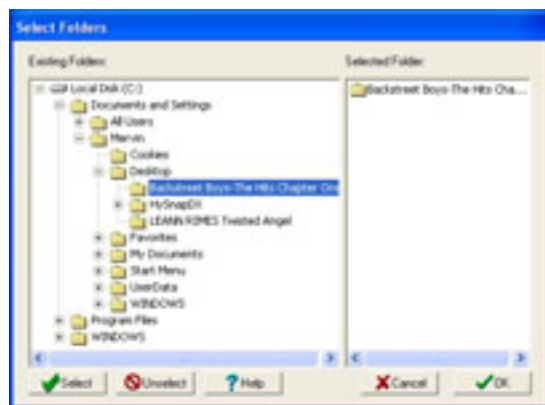 Select Folders
Existing Folders:
Selected Folder:
Local Disk (C:)
Documents and Settings
All Users
Mervin
Cookies
Desktop
Backstreet Boys-The Hits Chapter One
HySnapDX
LEANN RIMES Twisted Angel
Favorites
My Documents
Start Menu
UserData
WINDOWS
Program Files
WINDOWS
Backstreet Boys-The Hits Cha...
Select
Unselect
Help
Cancel
OK